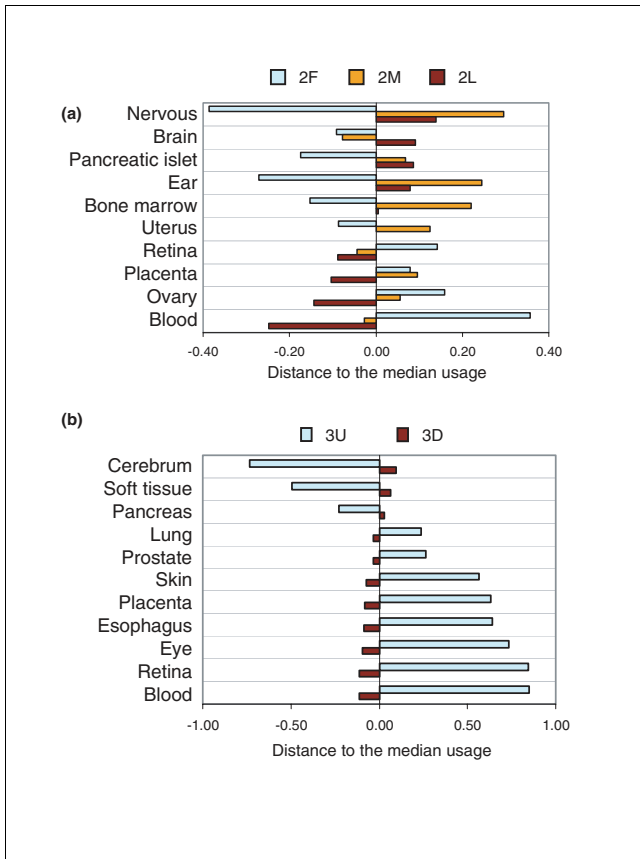 2F 2M 2L
(a)
Nervous
Brain
Pancreatic islet
Ear
Bone marrow
Uterus
Retina
Placenta
Ovary
Blood
-0.40 -0.20 0.00 0.20 0.40
Distance to the median usage
(b)
3U 3D
Cerebrum
Soft tissue
Pancreas
Lung
Prostate
Skin
Placenta
Esophagus
Eye
Retina
Blood
-1.00 -0.50 0.00 0.50 1.00
Distance to the median usage